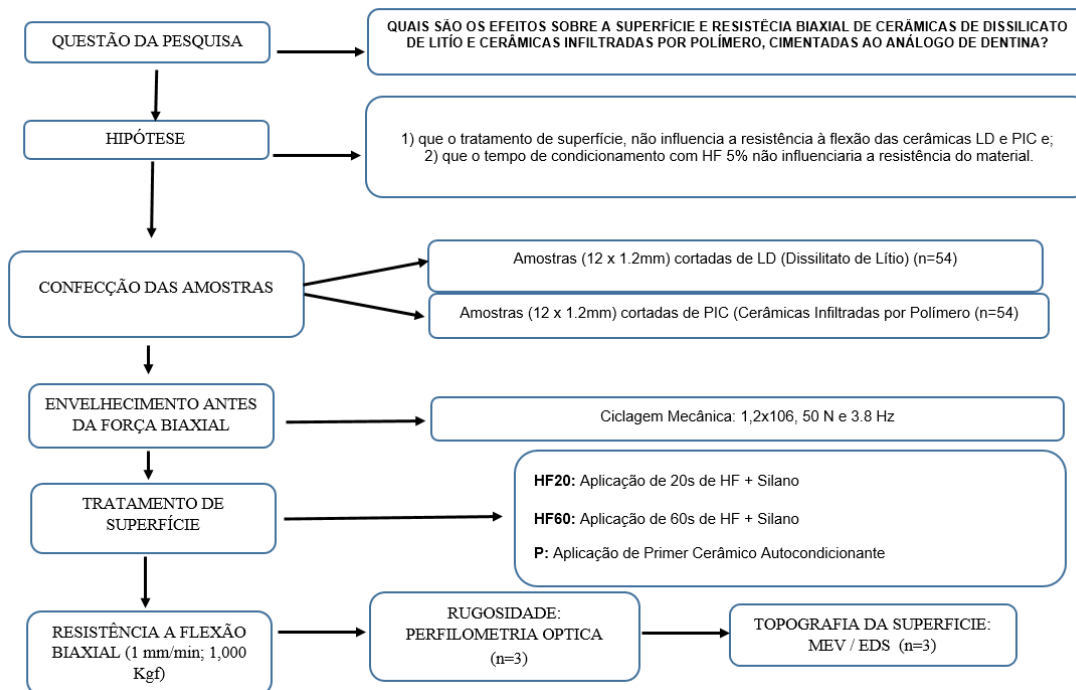 QUESTÃO DA PESQUISA
QUAIS SÃO OS EFEITOS SOBRE A SUPERFÍCIE E RESISTÊCIA BIAXIAL DE CERÂMICAS DE DISSILICATO
DE LITÍO E CERÂMICAS INFILTRADAS POR POLÍMERO, CIMENTADAS AO ANÁLOGO DE DENTINA?
HIPÓTESE
1) que o tratamento de superfície, não influencia a resistência à flexão das cerâmicas LD e PIC e;
2) que o tempo de condicionamento com HF 5% não influenciaria a resistência do material.
CONFECÇÃO DAS AMOSTRAS
Amostras (12 x 1.2mm) cortadas de LD (Dissilitato de Lítio) (n=54)
Amostras (12 x 1.2mm) cortadas de PIC (Cerâmicas Infiltradas por Polímero (n=54)
ENVELHECIMENTO ANTES
DA FORÇA BIAXIAL
Ciclagem Mecânica: 1,2x106, 50 N e 3.8 Hz
TRATAMENTO DE
SUPERFÍCIE
HF20: Aplicação de 20s de HF + Silano
HF60: Aplicação de 60s de HF + Silano
P: Aplicação de Primer Cerâmico Autocondicionante
RESISTÊNCIA A FLEXÃO
BIAXIAL (1 mm/min; 1,000
Kgf)
RUGOSIDADE:
PERFILOMETRIA OPTICA
(n=3)
TOPOGRAFIA DA SUPERFICIE:
MEV / EDS (n=3)